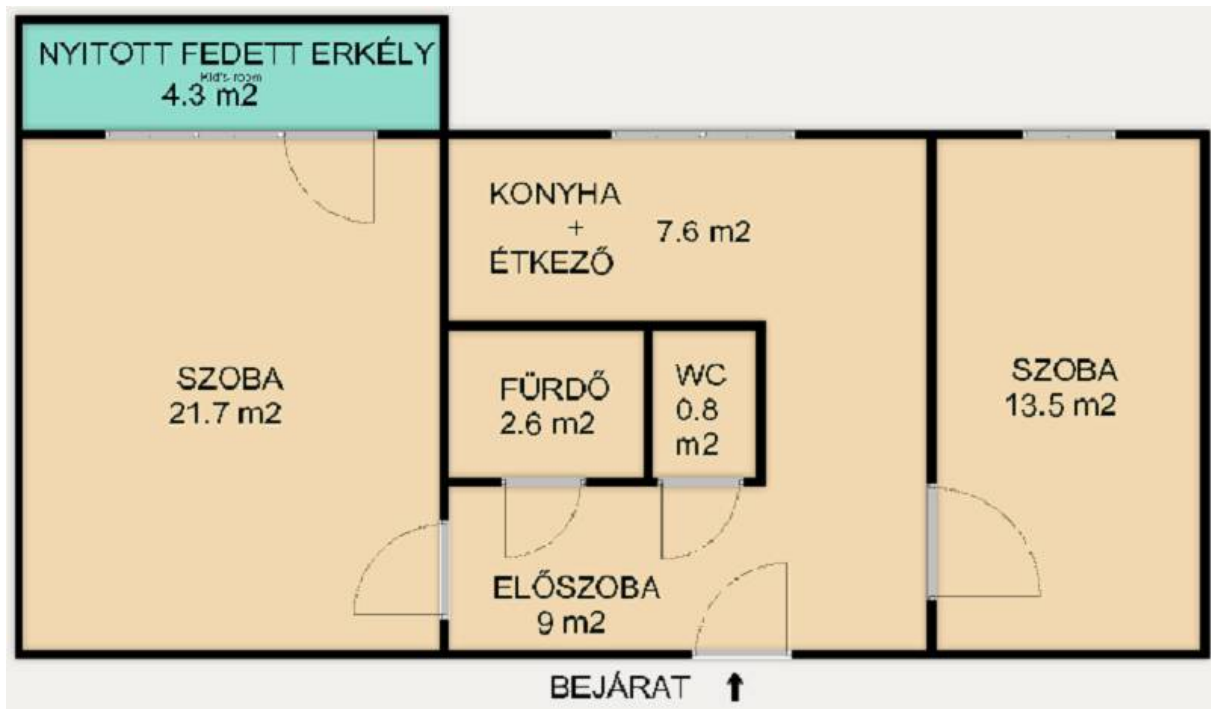 NYITOTT FEDETT ERKÉLY
Kid's room
4.3 m2
KONYHA
+
ÉTKEZŐ
7.6 m2
SZOBA
21.7 m2
FÜRDŐ
2.6 m2
WC
0.8
m2
SZOBA
13.5 m2
ELŐSZOBA
9 m2
BEJÁRAT